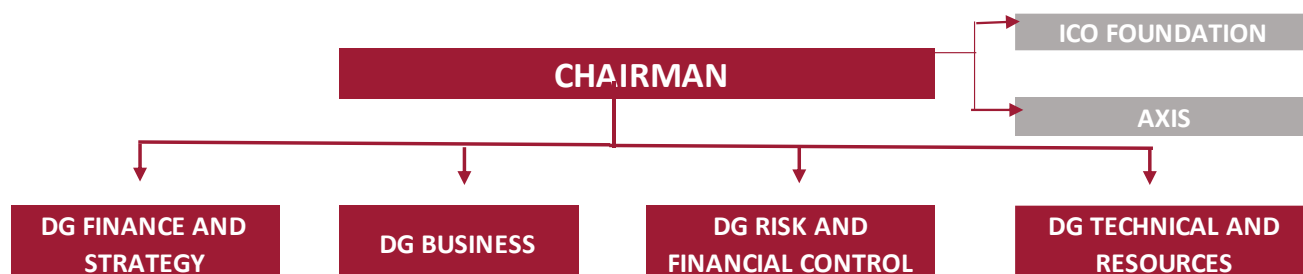 ICO FOUNDATION
CHAIRMAN
AXIS
DG FINANCE AND
STRATEGY
DG BUSINESS
DG RISK AND
FINANCIAL CONTROL
DG TECHNICAL AND
RESOURCES